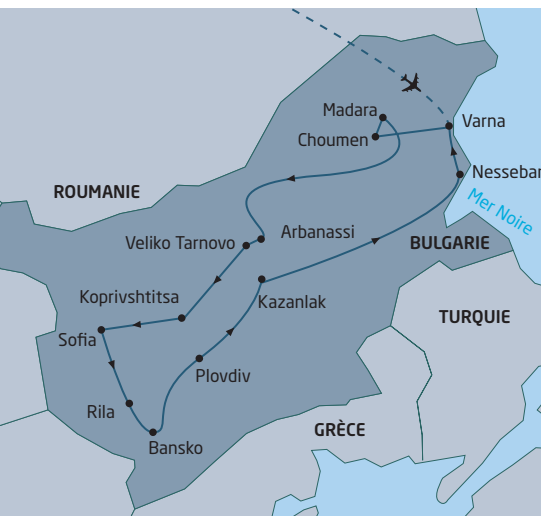 Madara
Varna
Choumen
Nessebar
ROUMANIE
Mer Noire
Arbanassi
Veliko Tarnovo
BULGARIE
Koprivshtitsa
Kazanlak
TURQUIE
Sofia
Plovdiv
Rila
GRÈCE
Bansko